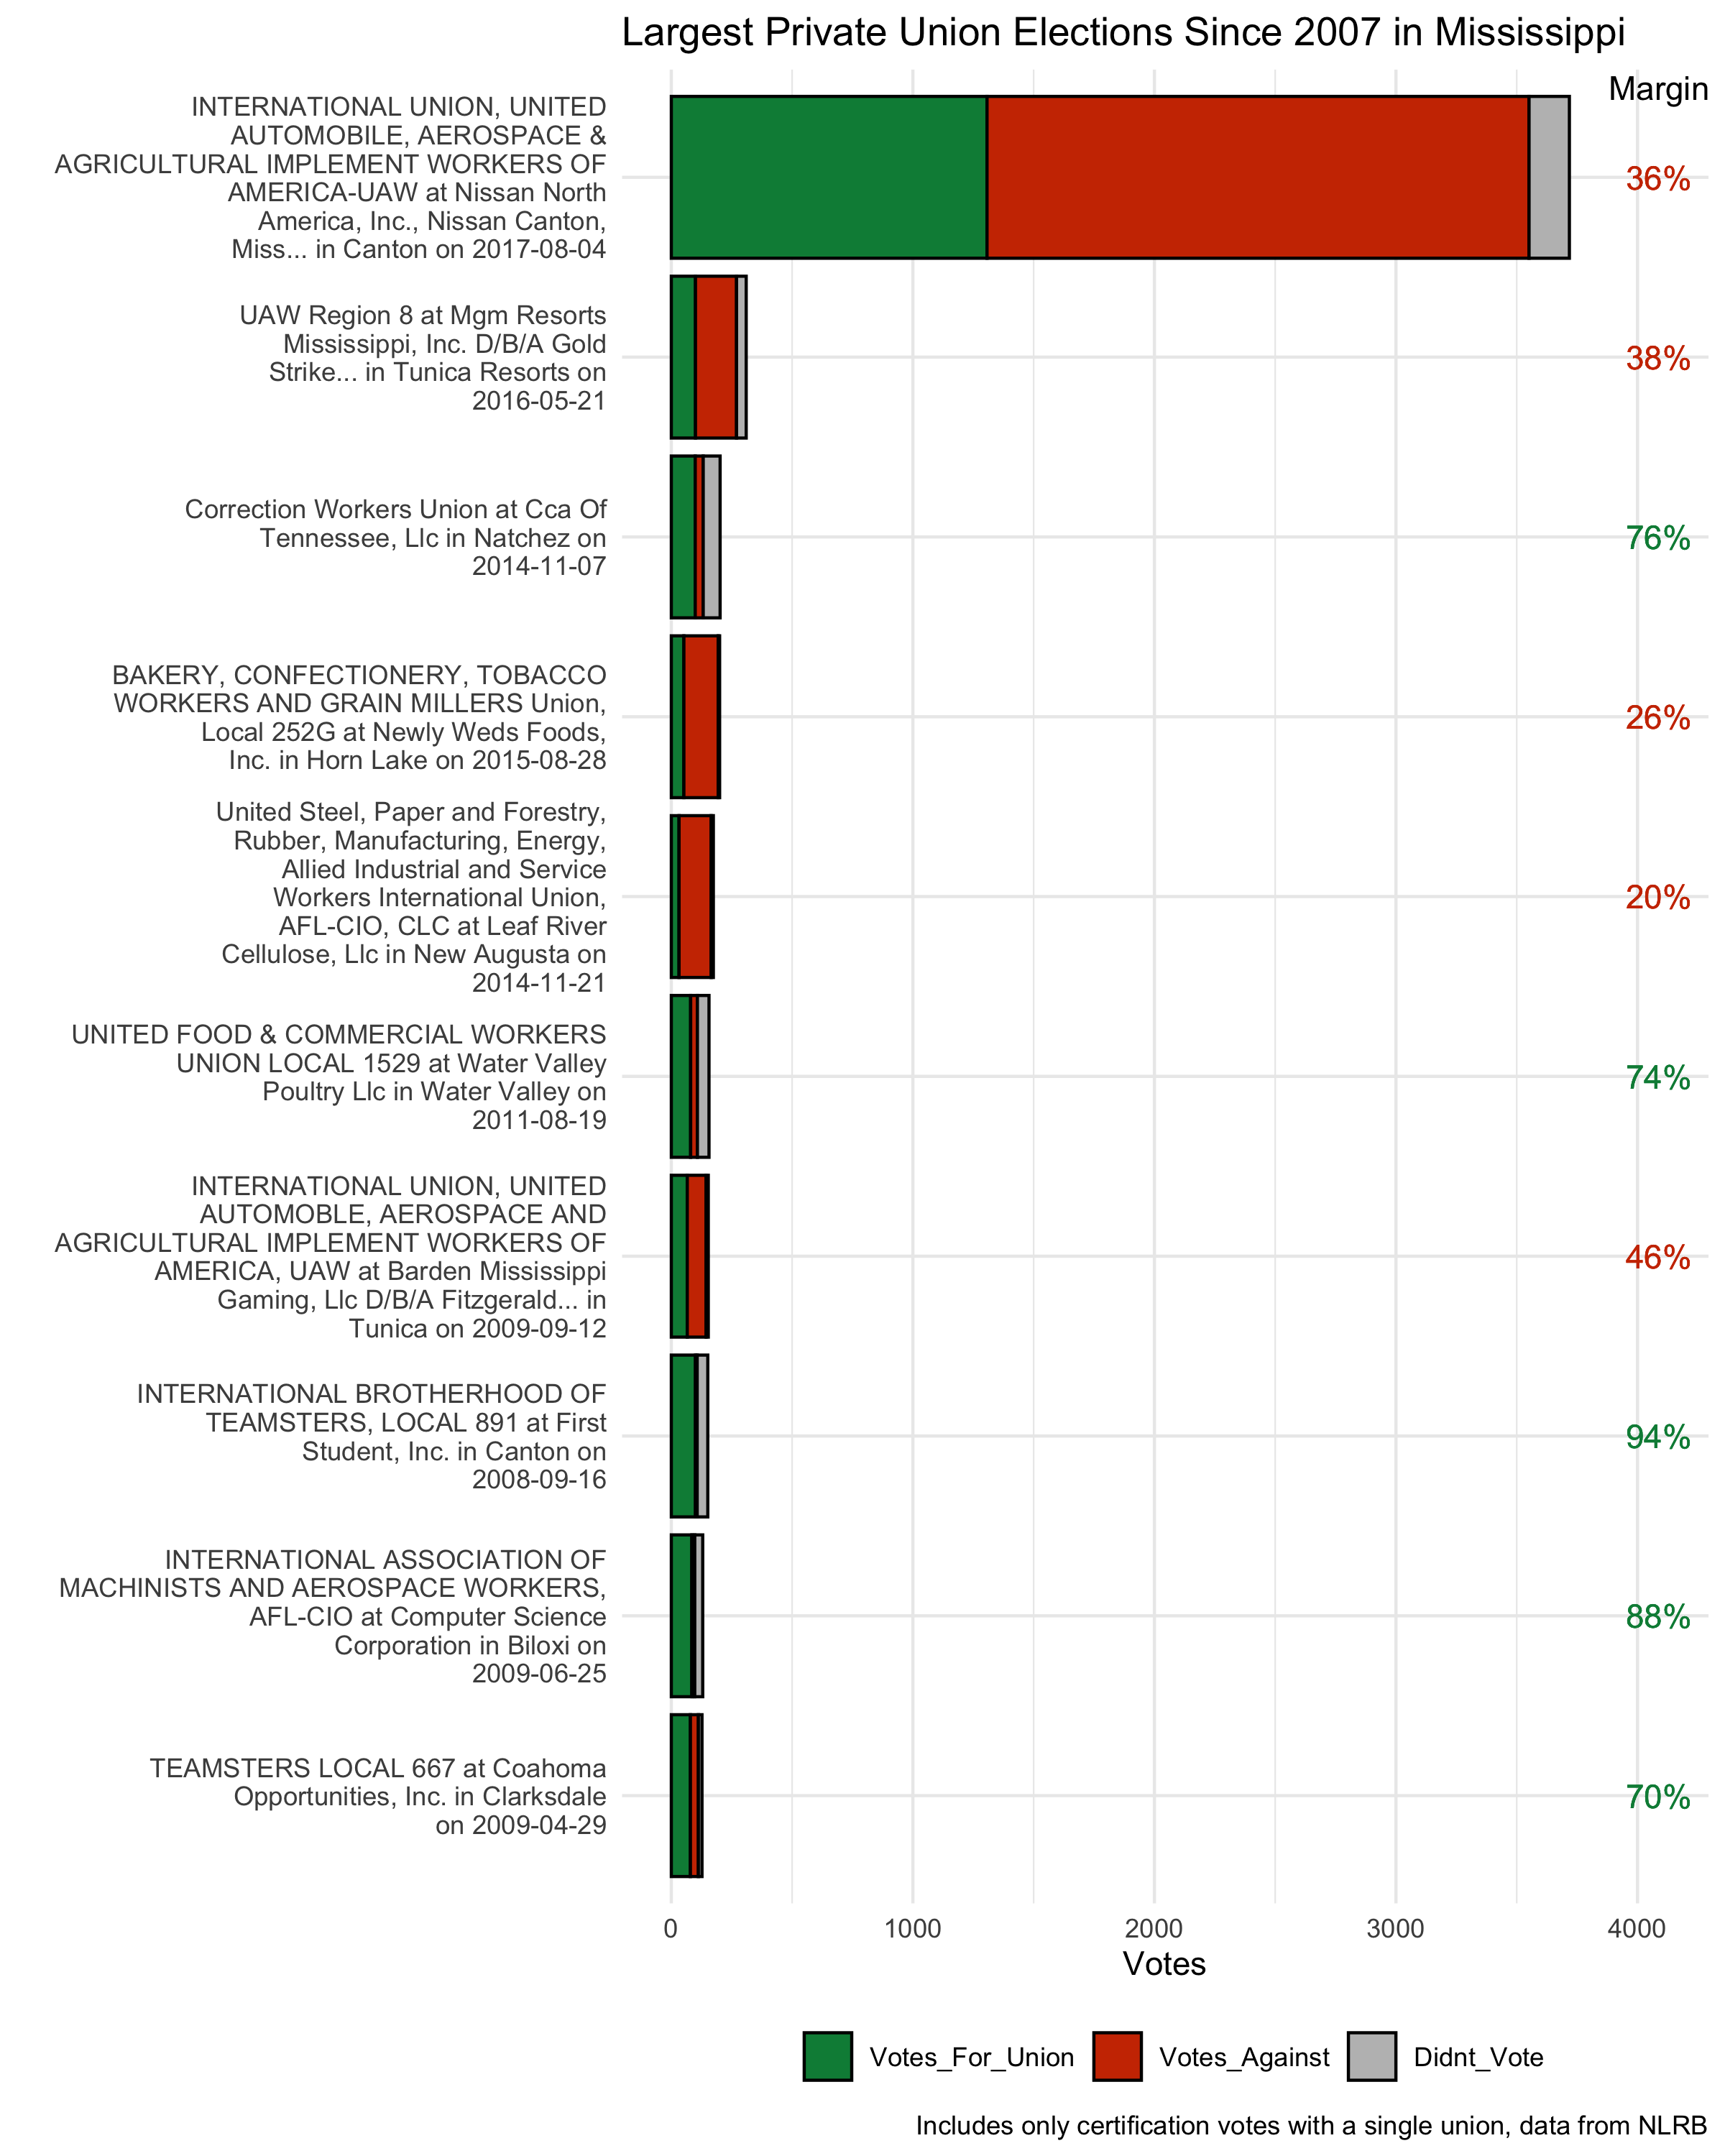 Largest Private Union Elections Since 2007 in Mississippi
Margin
INTERNATIONAL UNION, UNITED
AUTOMOBILE, AEROSPACE &
AGRICULTURAL IMPLEMENT WORKERS OF
AMERICA-UAW at Nissan North
America, Inc., Nissan Canton,
Miss... in Canton on 2017-08-04
36%
UAW Region 8 at Mgm Resorts
Mississippi, Inc. D/B/A Gold
Strike... in Tunica Resorts on
2016-05-21
38%
Correction Workers Union at Cca Of
Tennessee, Llc in Natchez on
2014-11-07
76%
BAKERY, CONFECTIONERY, TOBACCO
WORKERS AND GRAIN MILLERS Union,
Local 252G at Newly Weds Foods,
Inc. in Horn Lake on 2015-08-28
26%
United Steel, Paper and Forestry,
Rubber, Manufacturing, Energy,
Allied Industrial and Service
Workers International Union,
AFL-CIO, CLC at Leaf River
Cellulose, Llc in New Augusta on
2014-11-21
20%
UNITED FOOD & COMMERCIAL WORKERS
UNION LOCAL 1529 at Water Valley
Poultry Llc in Water Valley on
2011-08-19
74%
INTERNATIONAL UNION, UNITED
AUTOMOBLE, AEROSPACE AND
AGRICULTURAL IMPLEMENT WORKERS OF
AMERICA, UAW at Barden Mississippi
Gaming, Llc D/B/A Fitzgerald... in
Tunica on 2009-09-12
46%
INTERNATIONAL BROTHERHOOD OF
TEAMSTERS, LOCAL 891 at First
Student, Inc. in Canton on
2008-09-16
94%
INTERNATIONAL ASSOCIATION OF
MACHINISTS AND AEROSPACE WORKERS,
AFL-CIO at Computer Science
Corporation in Biloxi on
2009-06-25
88%
TEAMSTERS LOCAL 667 at Coahoma
Opportunities, Inc. in Clarksdale
on 2009-04-29
70%
0 1000 2000 3000 4000
Votes
Votes_For_Union Votes_Against Didnt_Vote
Includes only certification votes with a single union, data from NLRB